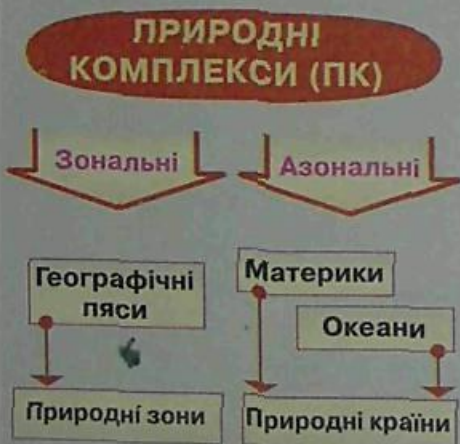 ПРИРОДНІ
КОМПЛЕКСИ (ПК)
Зональні
Азональні
Географічні
пяси
Материки
Океани
Природні зони
Природні країни